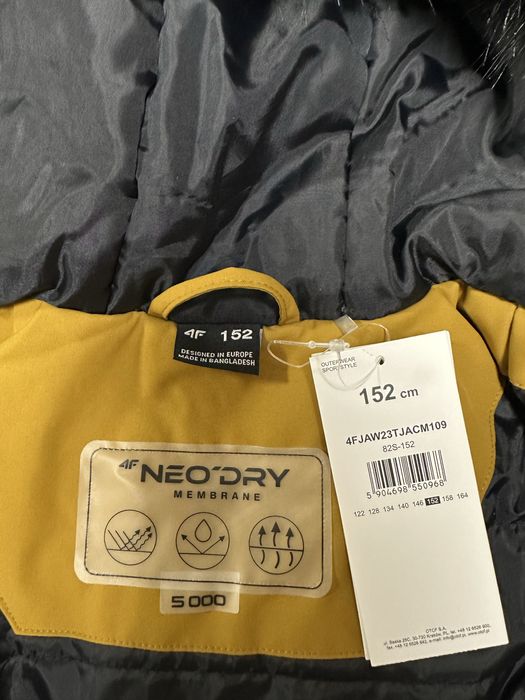 4F 152
DESIGNED IN EUROPE
MADE IN BANGLADESH
4F NEO'DRY
MEMBRANE
5 000
OUTERWEAR
SPORTSTYLE
152 cm
4FJAW23TJACM109
82S-152
5 904698 550968
122 128 134 140 146 152 158 164
OTCF S.A.